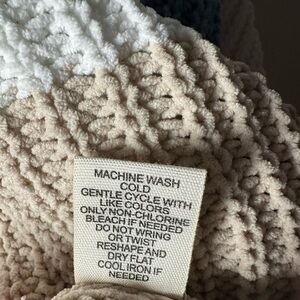 MACHINE WASH
COLD
GENTLE CYCLE WITH
LIKE COLORS
ONLY NON-CHLORINE
BLEACH IF NEEDED
DO NOT WRING
OR TWIST
RESHAPE AND
DRY FLAT
COOL IRON IF
NEEDED